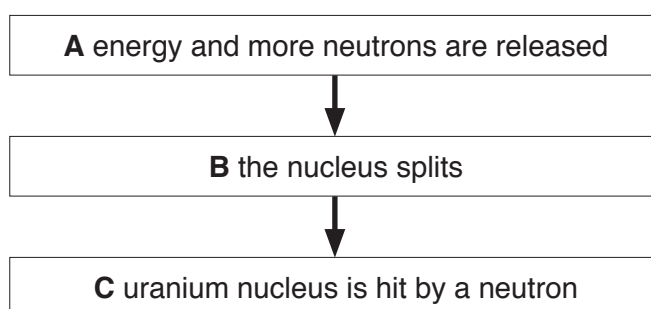 A energy and more neutrons are released
B the nucleus splits
C uranium nucleus is hit by a neutron